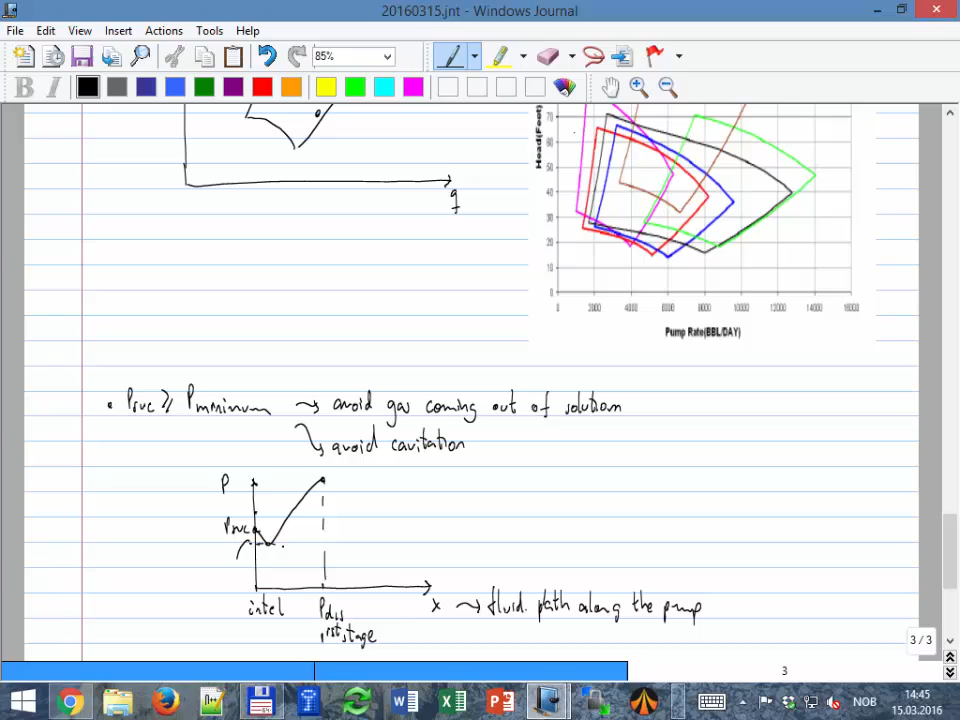 20160315.jnt - Windows Journal
File Edit View Insert Actions Tools Help
85%
B I
q
Head(Feet)
70
60
50
40
30
20
10
0
0 2000 4000 6000 8000 10000 12000 14000 16000
Pump Rate(BBL/DAY)
• Psuc ≥ Pminimum → avoid gas coming out of solution
→ avoid cavitation
P
Psuc
intel Pdis x → fluid path along the pump
1rst stage
3 / 3
3
NOB
14:45
15.03.2016